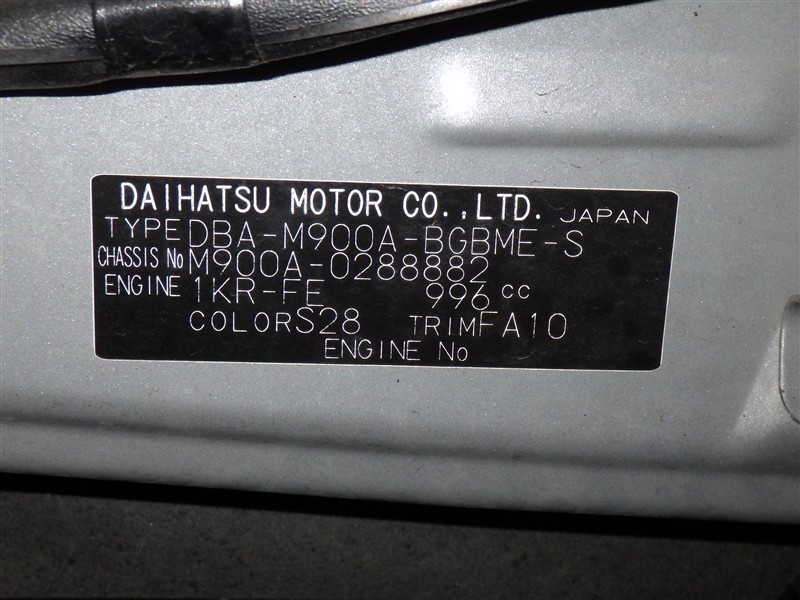 DAIHATSU MOTOR CO.,LTD. JAPAN
TYPE DBA-M900A-BGBME-S
CHASSIS No M900A-0288882
ENGINE 1KR-FE 996 cc
COLOR S28 TRIM FA10
ENGINE No